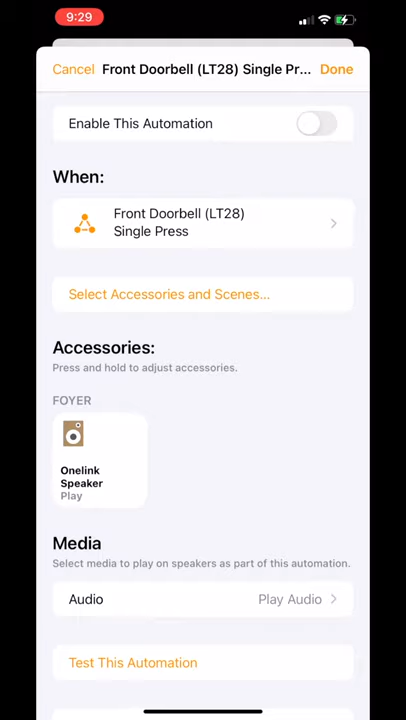 9:29
Cancel Front Doorbell (LT28) Single Pr... Done
Enable This Automation
When:
Front Doorbell (LT28)
Single Press
Select Accessories and Scenes...
Accessories:
Press and hold to adjust accessories.
FOYER
Onelink
Speaker
Play
Media
Select media to play on speakers as part of this automation.
Audio Play Audio
Test This Automation